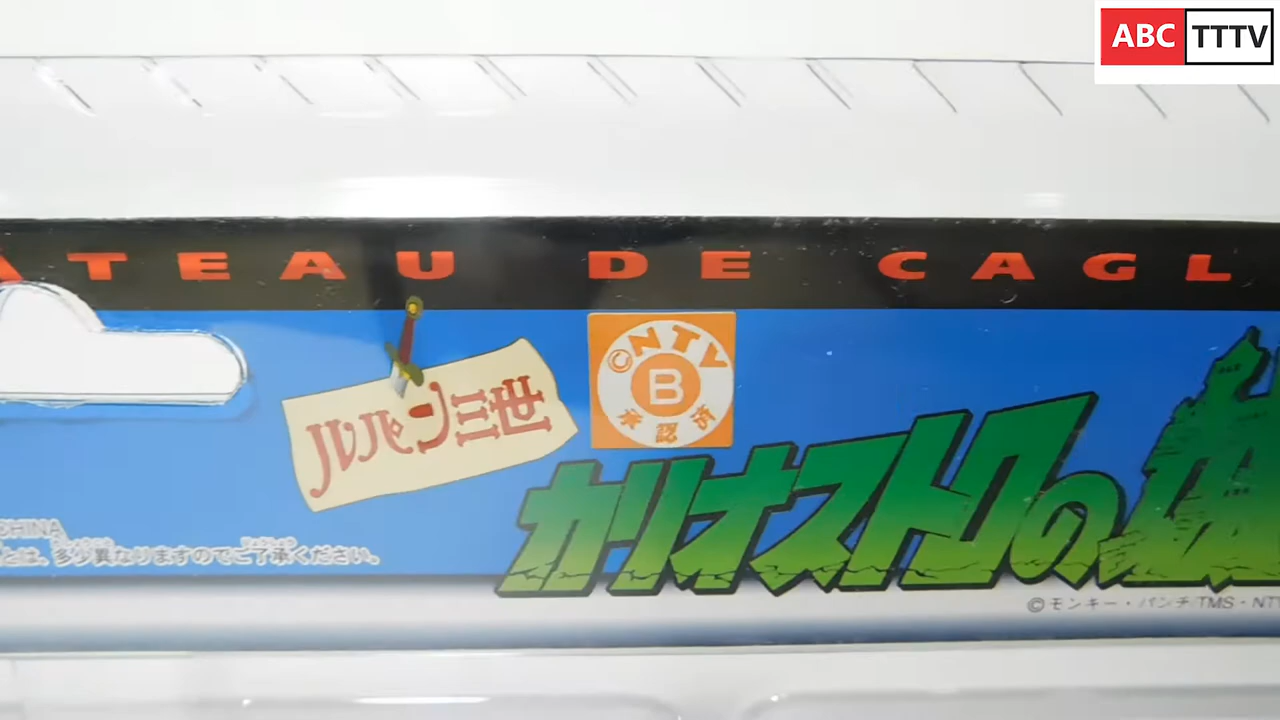 ABC TTTV
ATEAU DE CAGL
ルパン三世
©NTV
B
承認済
カリオストロの城
CHINA
とは、多少異なりますのでご了承ください。
©モンキー・パンチ/TMS・NT